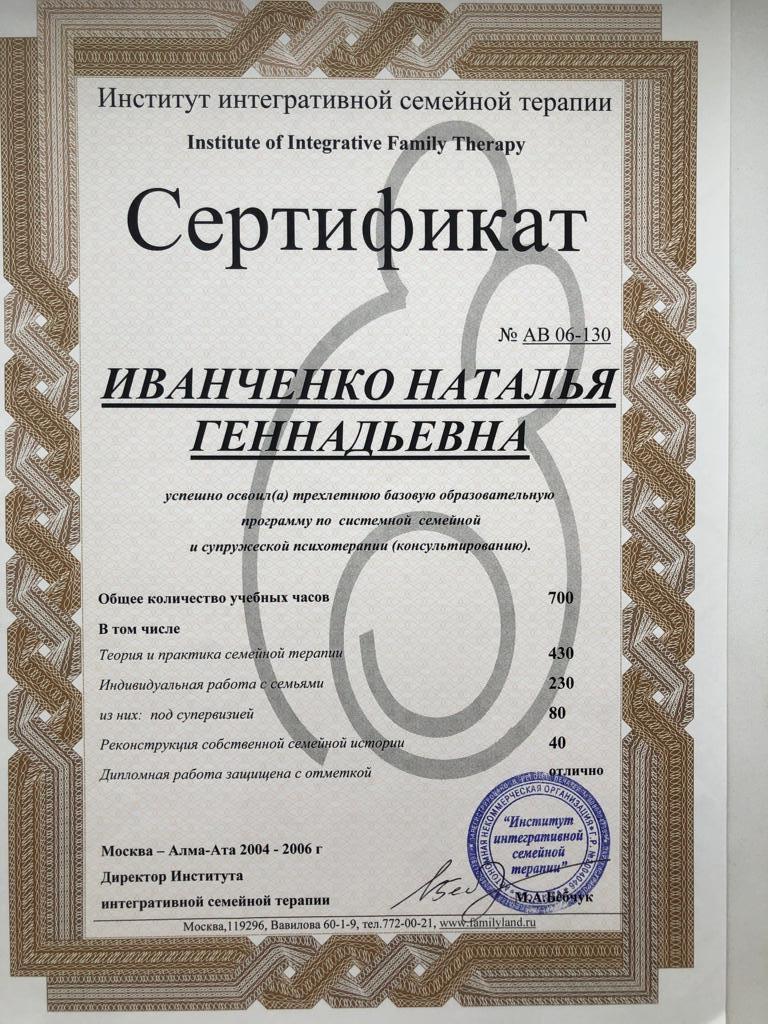 Институт интегративной семейной терапии
Institute of Integrative Family Therapy
Сертификат
№ АВ 06-130
ИВАНЧЕНКО НАТАЛЬЯ
ГЕННАДЬЕВНА
успешно освоил(а) трехлетнюю базовую образовательную
программу по системной семейной
и супружеской психотерапии (консультированию).
Общее количество учебных часов 700
В том числе
Теория и практика семейной терапии 430
Индивидуальная работа с семьями 230
из них: под супервизией 80
Реконструкция собственной семейной истории 40
Дипломная работа защищена с отметкой отлично
"Институт
интегративной
семейной
терапии"
НЕКОММЕРЧЕСКАЯ ОРГАНИЗАЦИЯ
Москва – Алма-Ата 2004 - 2006 г
Директор Института
интегративной семейной терапии М.А.Бебчук
Москва,119296, Вавилова 60-1-9, тел.772-00-21, www.familyland.ru